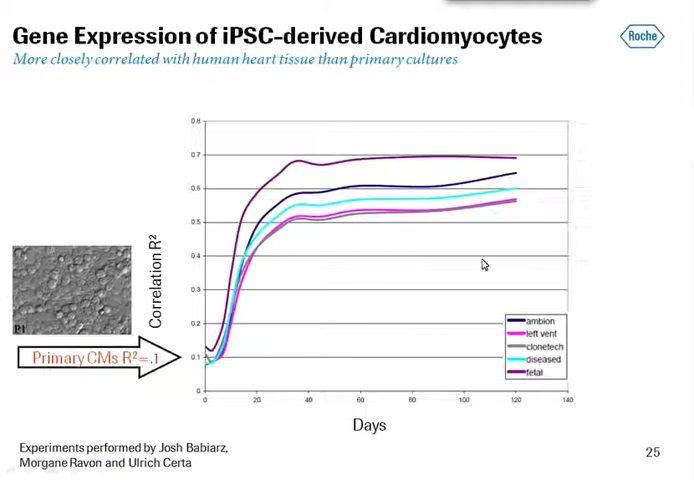 Gene Expression of iPSC-derived Cardiomyocytes
Roche
More closely correlated with human heart tissue than primary cultures
0.8
0.7
0.6
0.5
0.4
0.3
0.2
0.1
0
Correlation R²
P1
Primary CMs R²=.1
ambion
left vent
clonetech
diseased
fetal
0 20 40 60 80 100 120 140
Days
Experiments performed by Josh Babiarz,
Morgane Ravon and Ulrich Certa
25